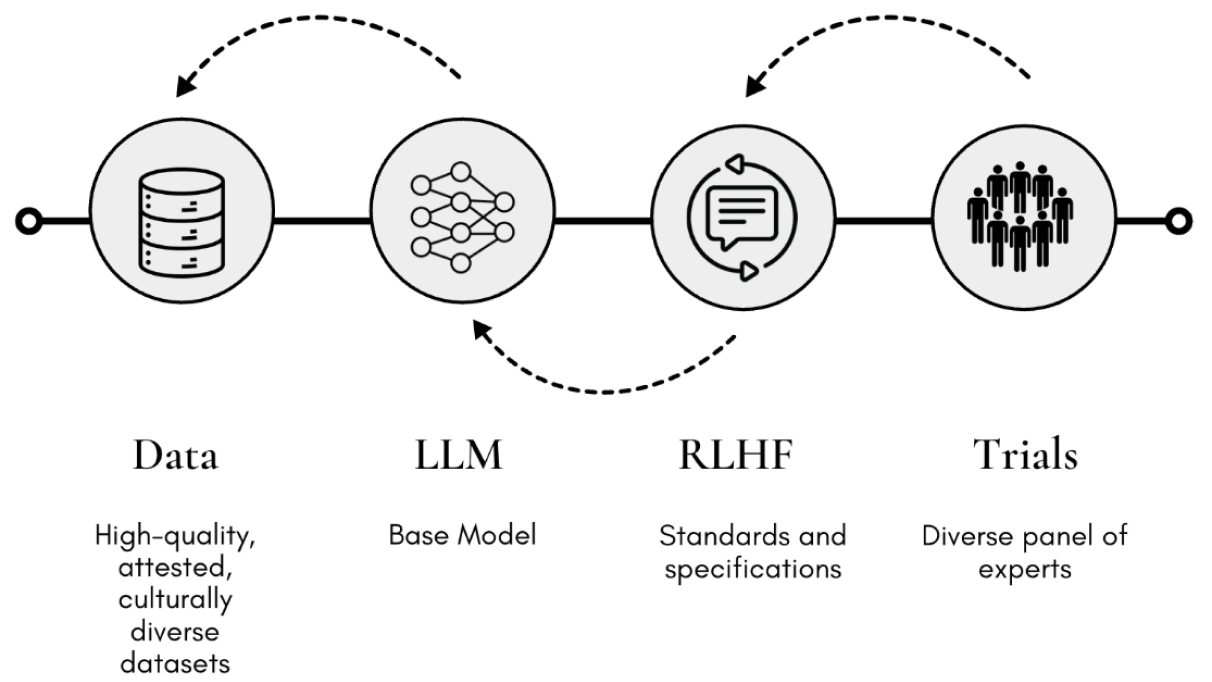 Data
LLM
RLHF
Trials
High-quality,
attested,
culturally
diverse
datasets
Base Model
Standards and
specifications
Diverse panel of
experts